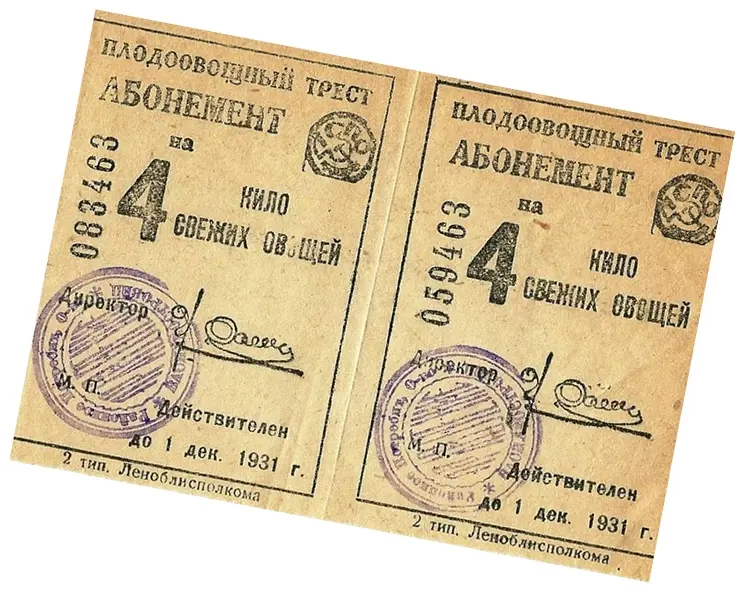 ПЛОДООВОЩНЫЙ ТРЕСТ
АБОНЕМЕНТ
на
083463
4
КИЛО
СВЕЖИХ ОВОЩЕЙ
Директор
М. П.
Действителен
до 1 дек. 1931 г.
2 тип. Леноблисполкома
ПЛОДООВОЩНЫЙ ТРЕСТ
АБОНЕМЕНТ
на
059463
4
КИЛО
СВЕЖИХ ОВОЩЕЙ
Директор
М. П.
Действителен
до 1 дек. 1931 г.
2 тип. Леноблисполкома